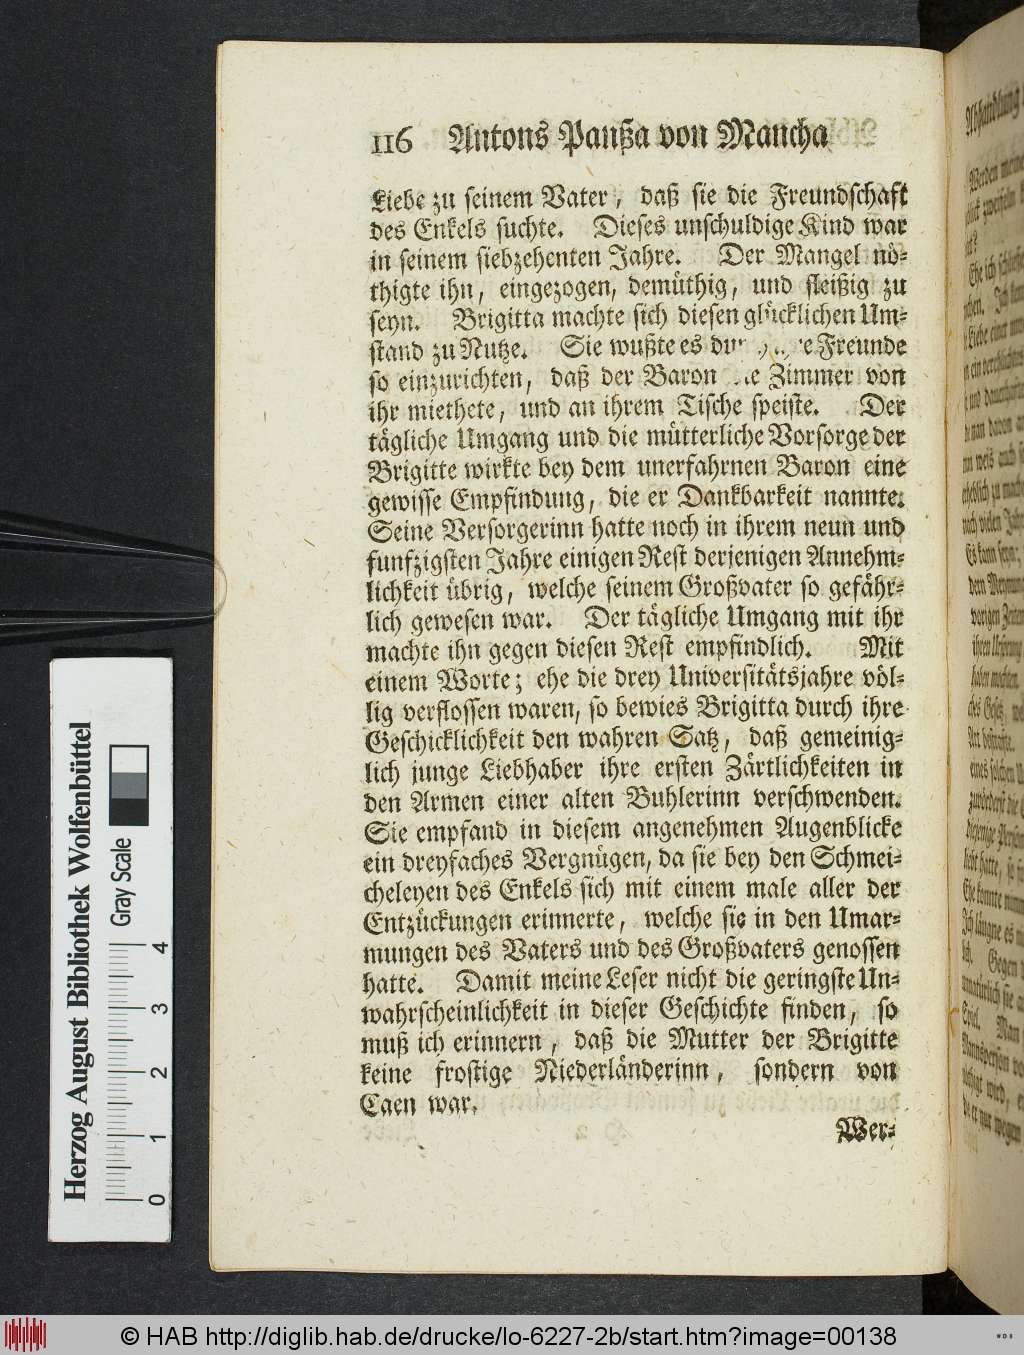 116 Antons Panßa von Mancha
Liebe zu seinem Vater, daß sie die Freundschaft
des Enkels suchte. Dieses unschuldige Kind war
in seinem siebzehenten Jahre. Der Mangel nö-
thigte ihn, eingezogen, demüthig, und fleißig zu
seyn. Brigitta machte sich diesen glücklichen Um-
stand zu Nutze. Sie wußte es Freunde
so einzurichten, daß der Baron Zimmer von
ihr miethete, und an ihrem Tische speiste. Der
tägliche Umgang und die mütterliche Vorsorge der
Brigitte wirkte bey dem unerfahrnen Baron eine
gewisse Empfindung, die er Dankbarkeit nannte.
Seine Versorgerinn hatte noch in ihrem neun und
funfzigsten Jahre einigen Rest derjenigen Annehm-
lichkeit übrig, welche seinem Großvater so gefähr-
lich gewesen war. Der tägliche Umgang mit ihr
machte ihn gegen diesen Rest empfindlich. Mit
einem Worte; ehe die drey Universitätsjahre völ-
lig verflossen waren, so bewies Brigitta durch ihre
Geschicklichkeit den wahren Satz, daß gemeinig-
lich junge Liebhaber ihre ersten Zärtlichkeiten in
den Armen einer alten Buhlerinn verschwenden.
Sie empfand in diesem angenehmen Augenblicke
ein dreyfaches Vergnügen, da sie bey den Schmei-
cheleyen des Enkels sich mit einem male aller der
Entzückungen erinnerte, welche sie in den Umar-
mungen des Vaters und des Großvaters genossen
hatte. Damit meine Leser nicht die geringste Un-
wahrscheinlichkeit in dieser Geschichte finden, so
muß ich erinnern, daß die Mutter der Brigitte
keine frostige Niederländerinn, sondern von
Caen war.
Wer-
Herzog August Bibliothek Wolfenbüttel
Gray Scale
0 1 2 3 4
© HAB http://diglib.hab.de/drucke/lo-6227-2b/start.htm?image=00138